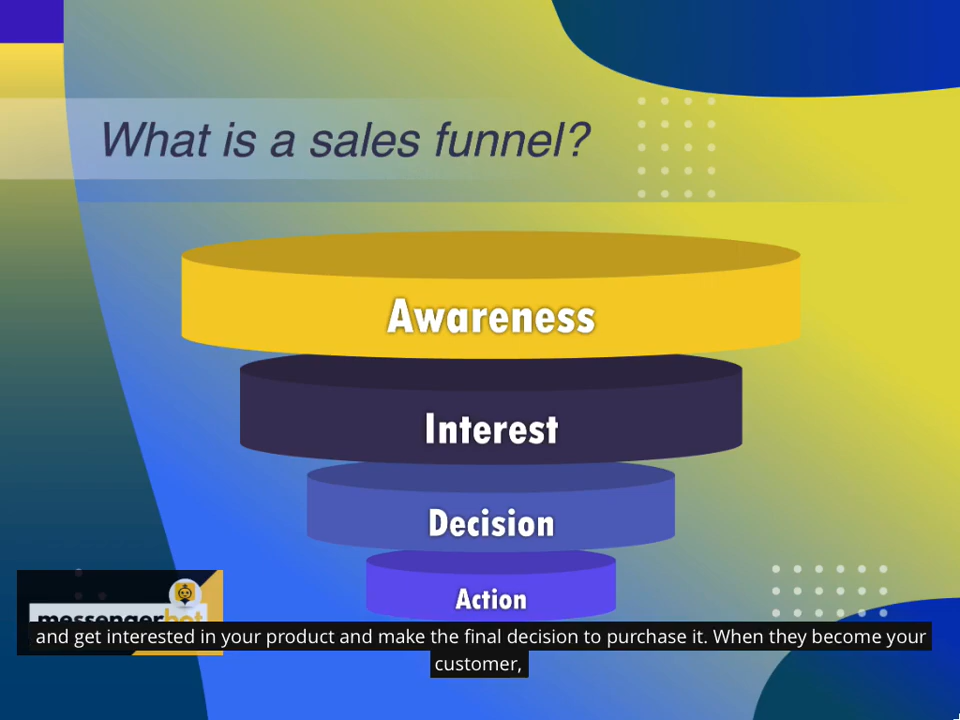 What is a sales funnel?
Awareness
Interest
Decision
Action
messengerbot
and get interested in your product and make the final decision to purchase it. When they become your
customer,